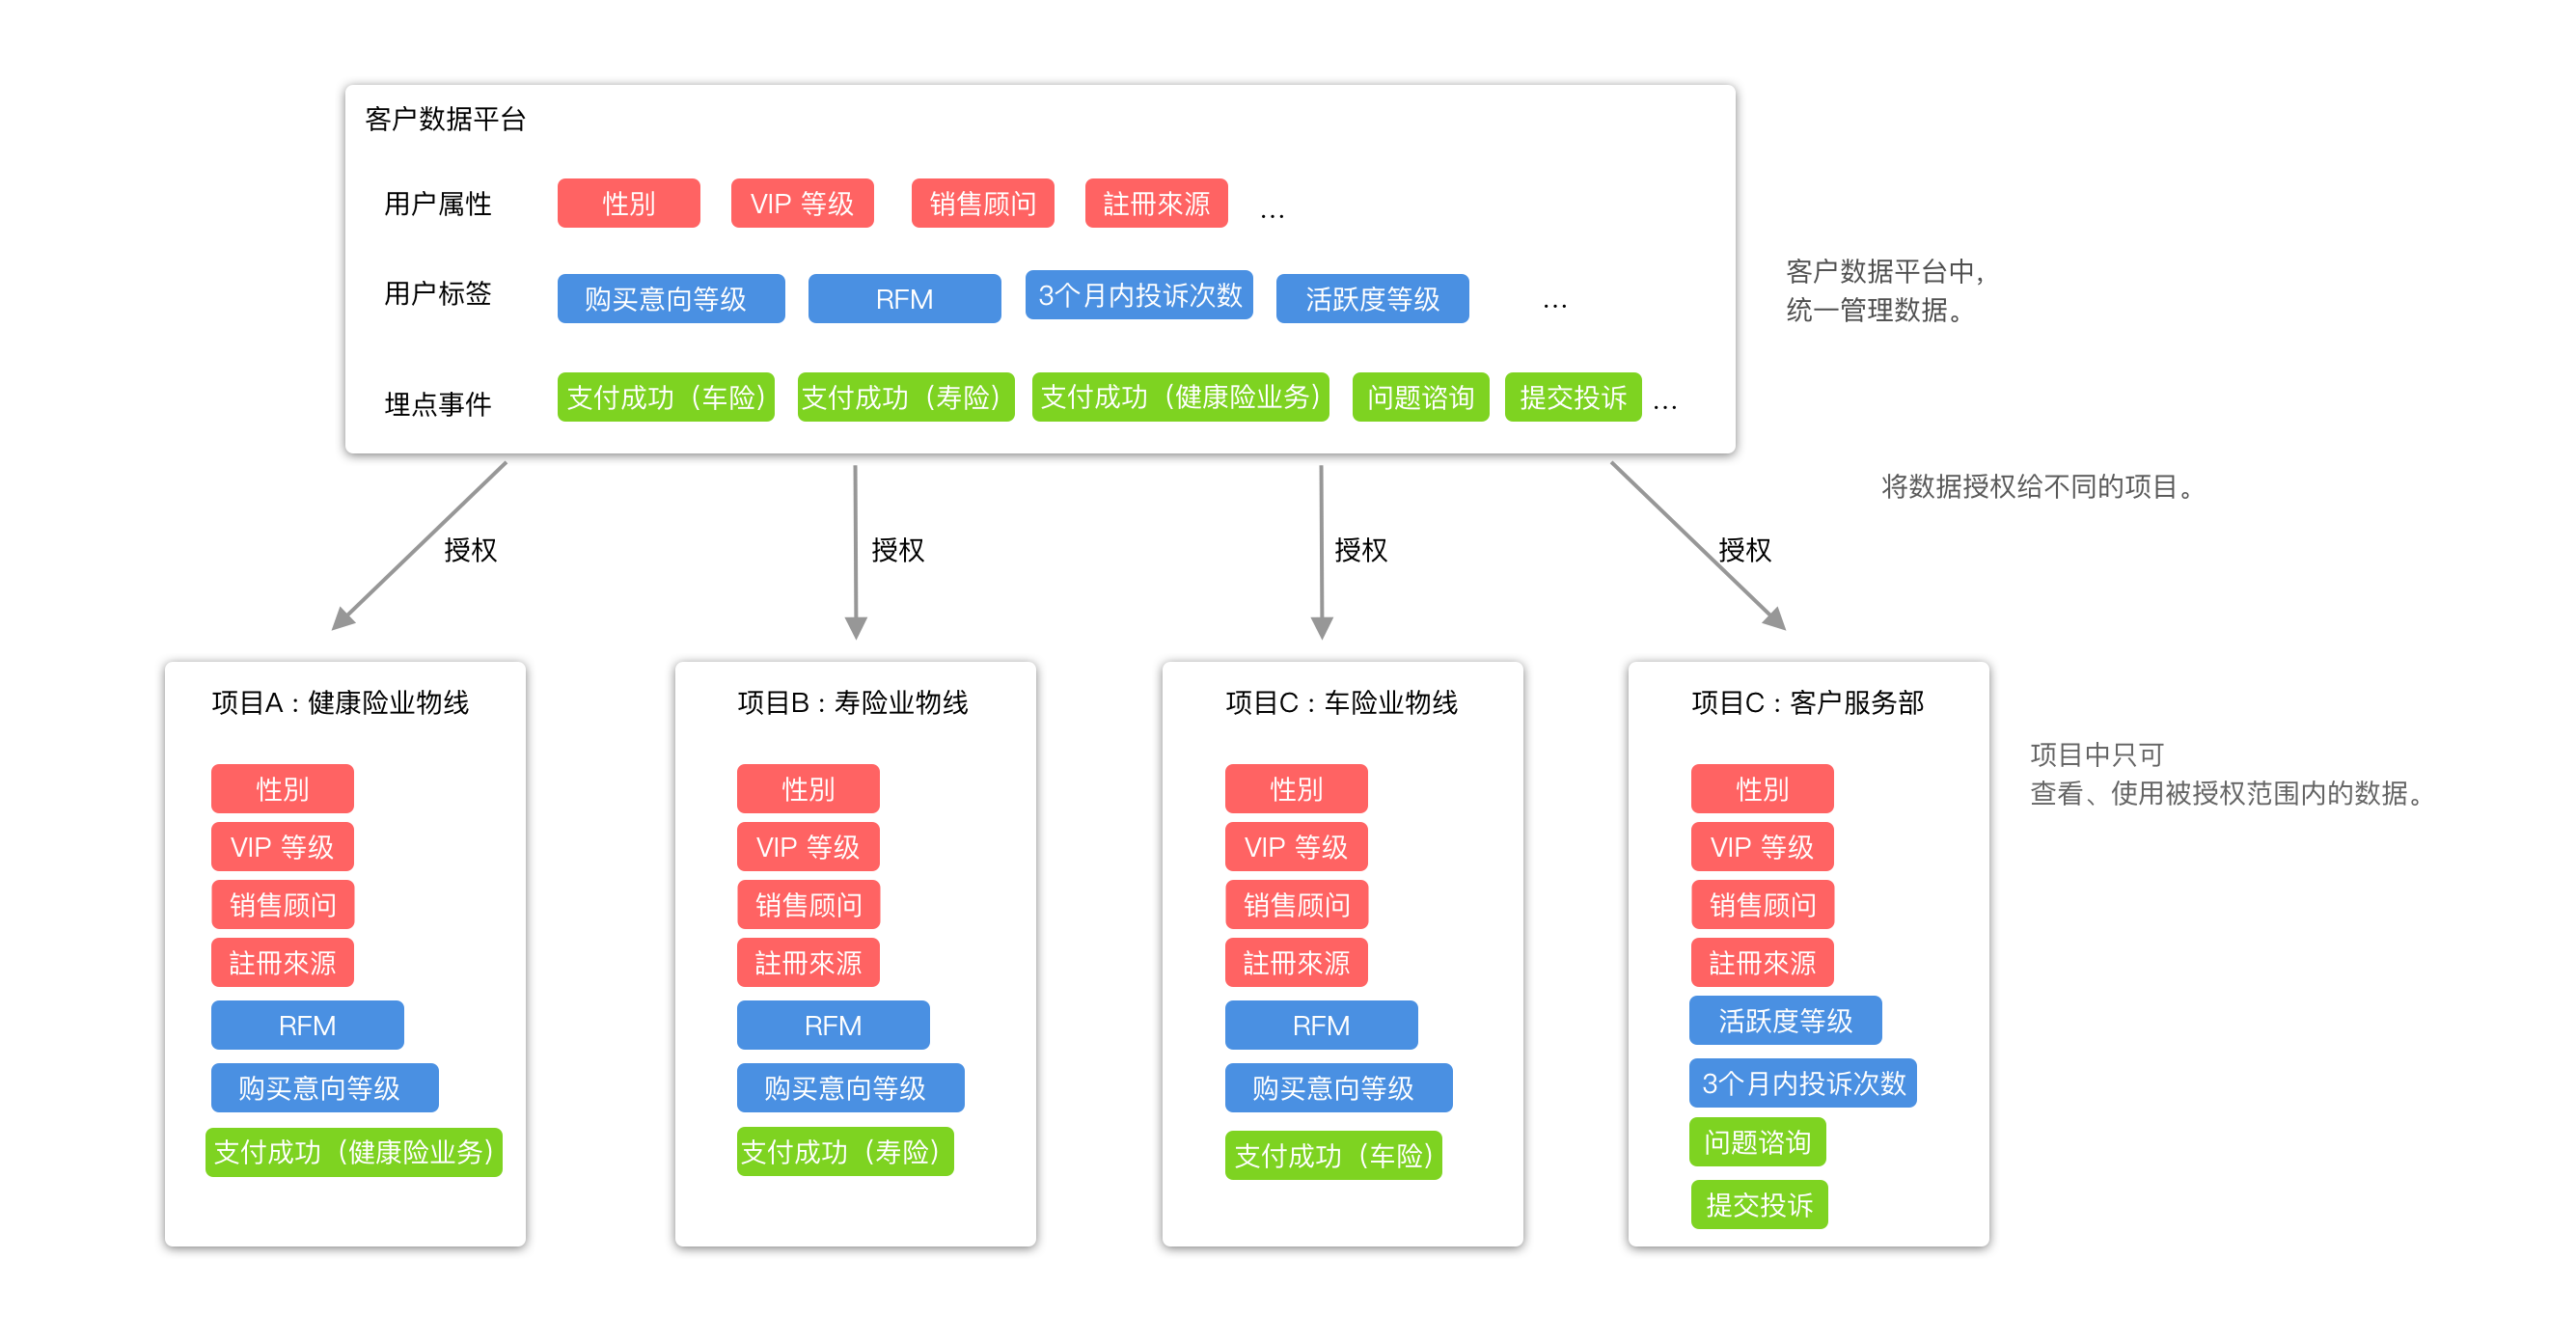 客户数据平台
用户属性
性別
VIP 等级
销售顾问
註冊來源
...
用户标签
购买意向等级
RFM
3个月内投诉次数
活跃度等级
...
埋点事件
支付成功（车险）
支付成功（寿险）
支付成功（健康险业务）
问题谘询
提交投诉
...
客户数据平台中，
统一管理数据。
将数据授权给不同的项目。
授权
授权
授权
授权
项目A：健康险业物线
性別
VIP 等级
销售顾问
註冊來源
RFM
购买意向等级
支付成功（健康险业务）
项目B：寿险业物线
性別
VIP 等级
销售顾问
註冊來源
RFM
购买意向等级
支付成功（寿险）
项目C：车险业物线
性別
VIP 等级
销售顾问
註冊來源
RFM
购买意向等级
支付成功（车险）
项目C：客户服务部
性別
VIP 等级
销售顾问
註冊來源
活跃度等级
3个月内投诉次数
问题谘询
提交投诉
项目中只可
查看、使用被授权范围内的数据。